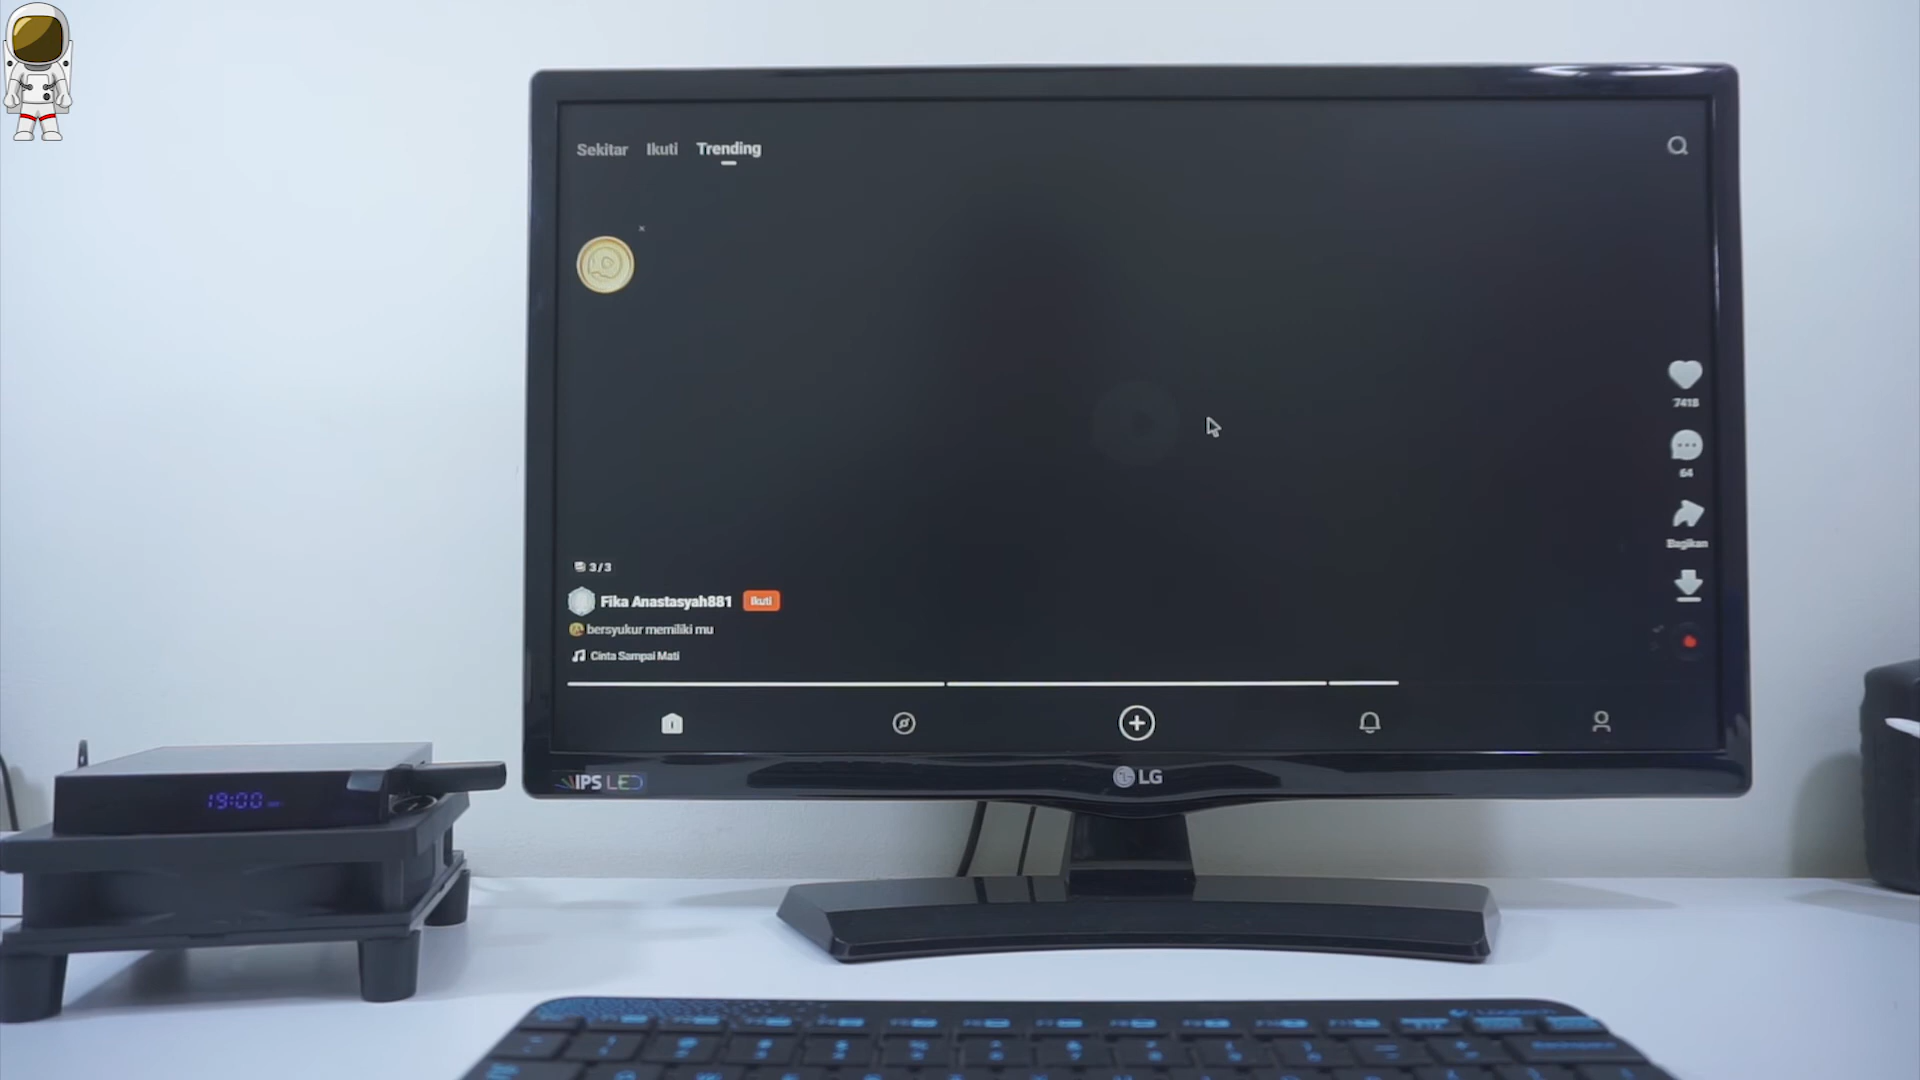 Sekitar Ikuti Trending
7418
64
Bagikan
3/3
Fika Anastasyah881 Ikuti
bersyukur memiliki mu
Cinta Sampai Mati
IPS LED
LG
19:00